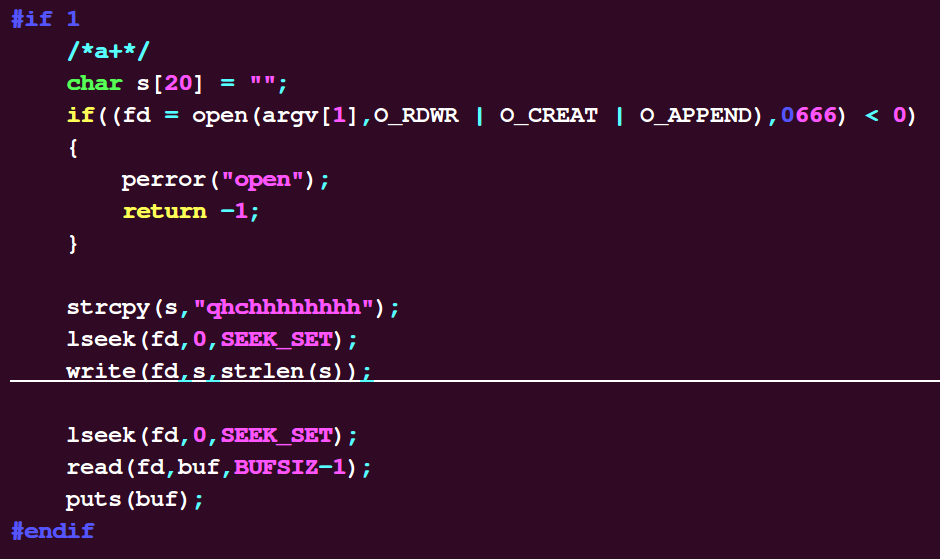 #if 1
/*a+*/
char s[20] = "";
if((fd = open(argv[1],O_RDWR | O_CREAT | O_APPEND),0666) < 0)
{
perror("open");
return -1;
}
strcpy(s,"qhchhhhhhhh");
lseek(fd,0,SEEK_SET);
write(fd,s,strlen(s));
lseek(fd,0,SEEK_SET);
read(fd,buf,BUFSIZ-1);
puts(buf);
#endif